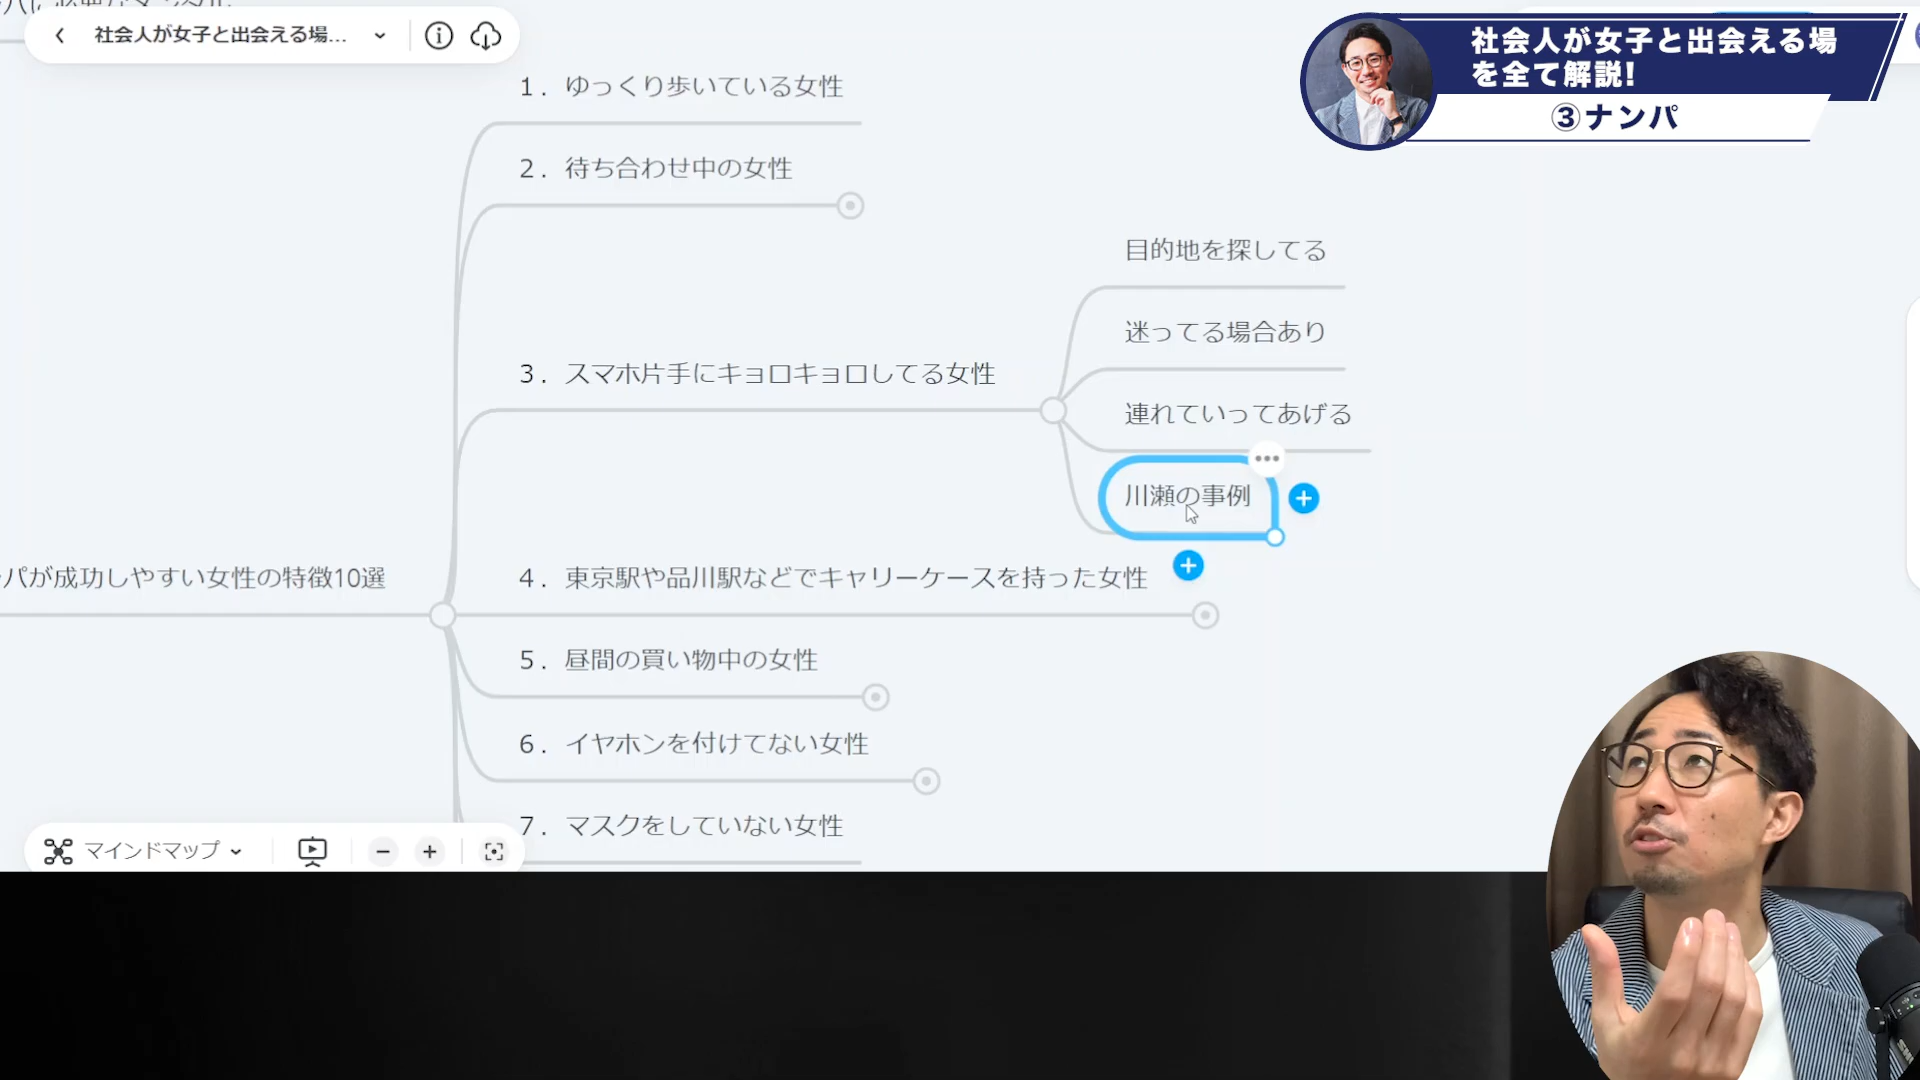 社会人が女子と出会える場...
社会人が女子と出会える場
を全て解説!
③ナンパ
1. ゆっくり歩いている女性
2. 待ち合わせ中の女性
目的地を探してる
迷ってる場合あり
3. スマホ片手にキョロキョロしてる女性
連れていってあげる
川瀬の事例
パが成功しやすい女性の特徴10選
4. 東京駅や品川駅などでキャリーケースを持った女性
5. 昼間の買い物中の女性
6. イヤホンを付けてない女性
7. マスクをしていない女性
マインドマップ